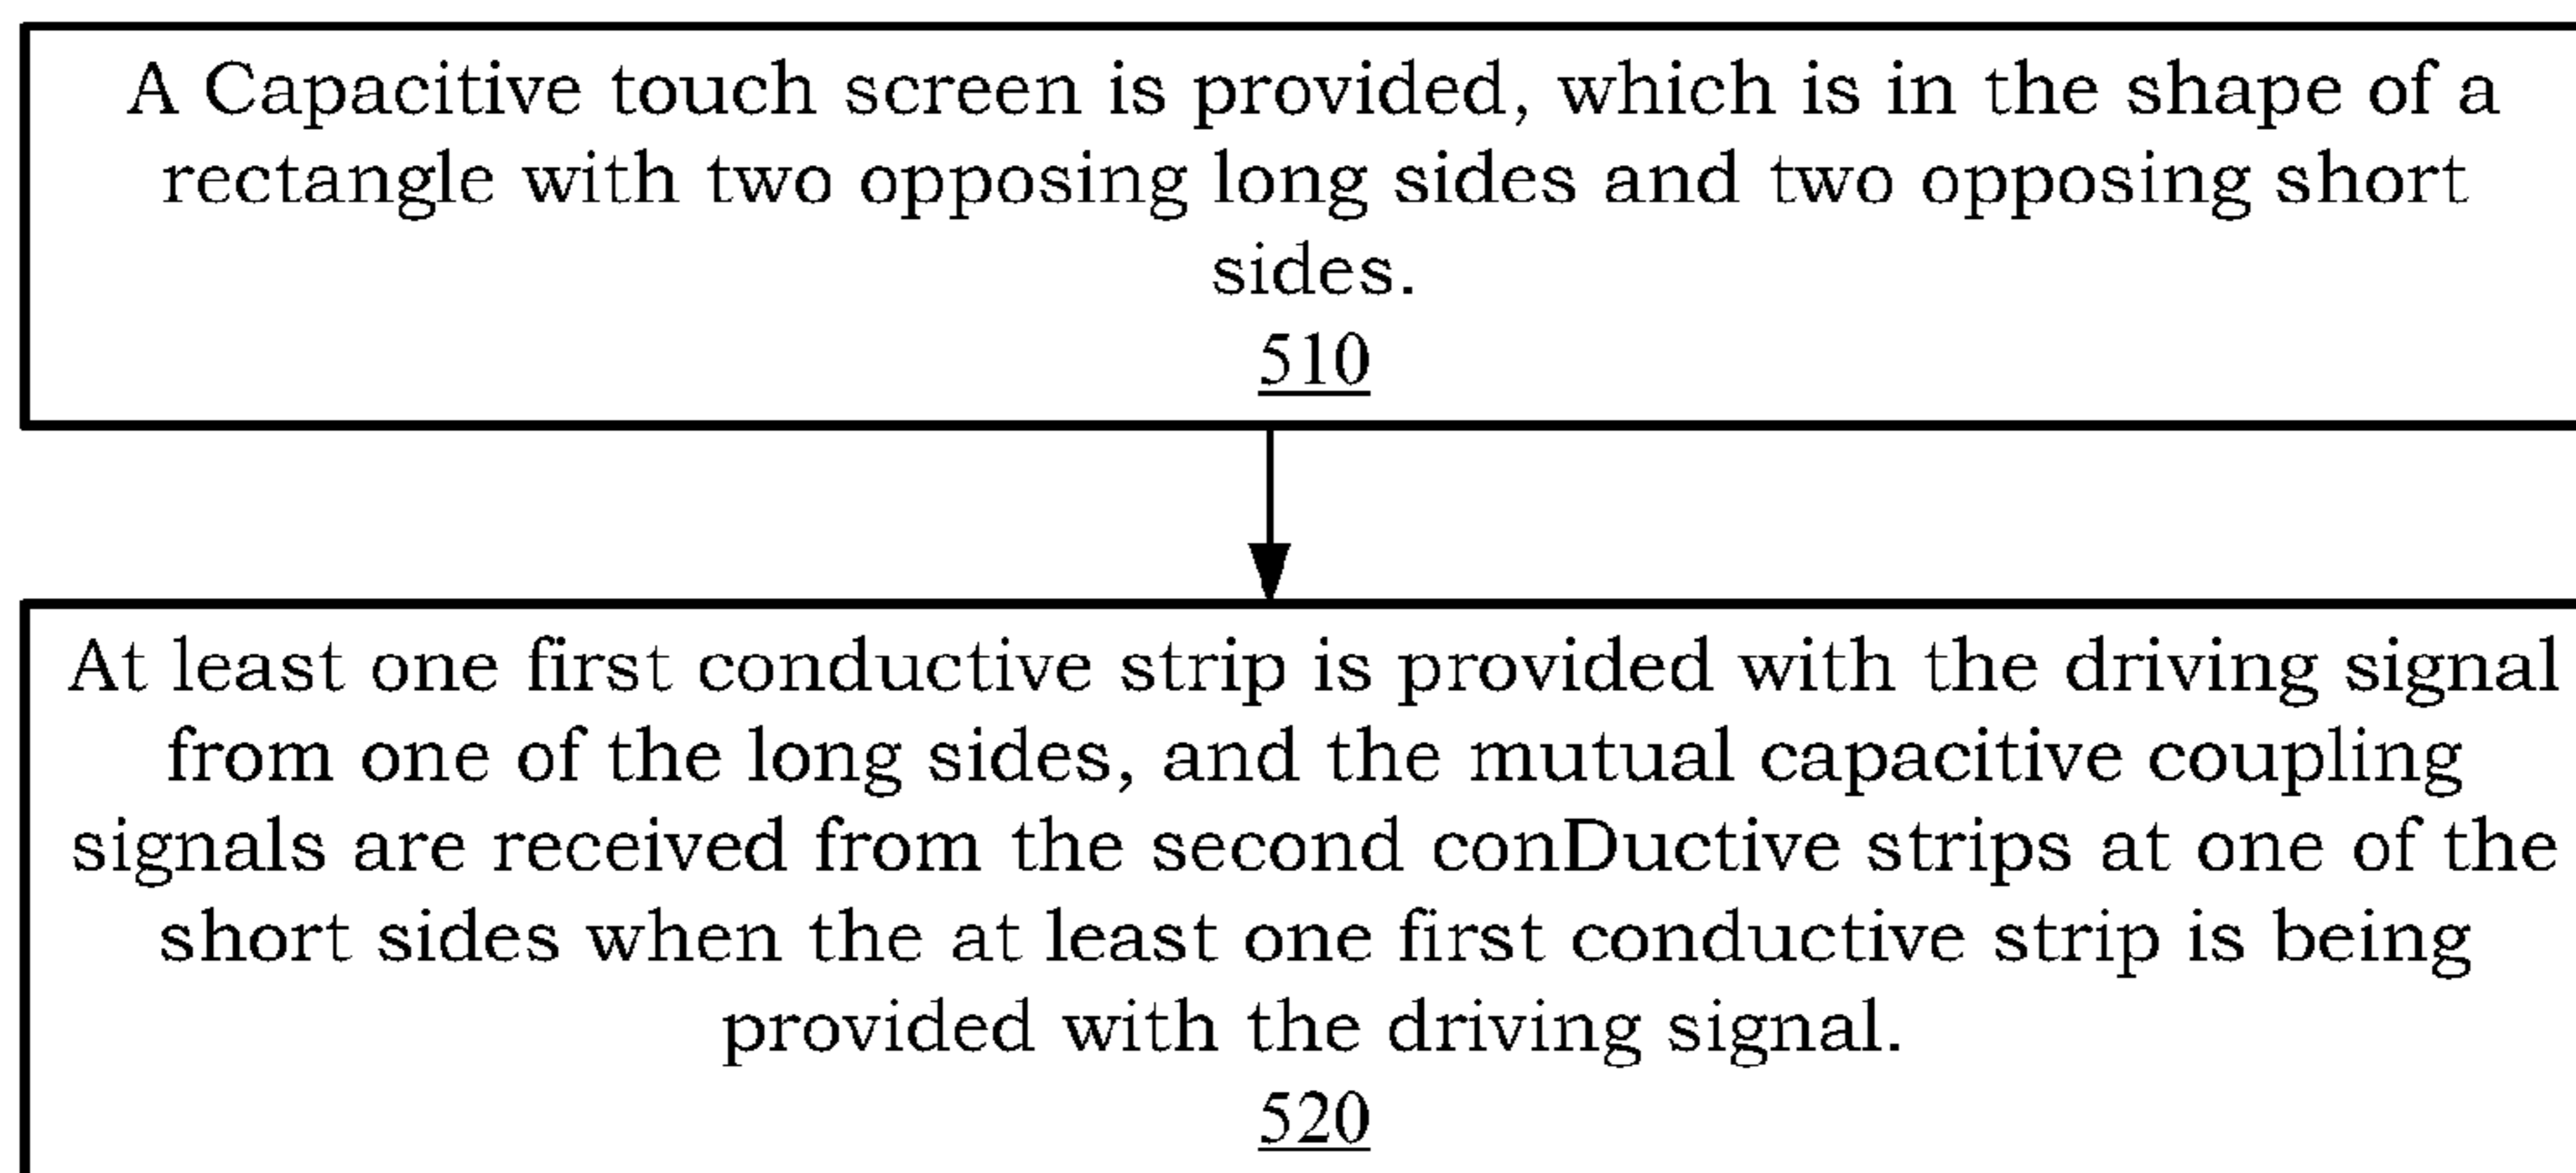 A Capacitive touch screen is provided, which is in the shape of a
rectangle with two opposing long sides and two opposing short
sides.
510
At least one first conductive strip is provided with the driving signal
from one of the long sides, and the mutual capacitive coupling
signals are received from the second conDuctive strips at one of the
short sides when the at least one first conductive strip is being
provided with the driving signal.
520